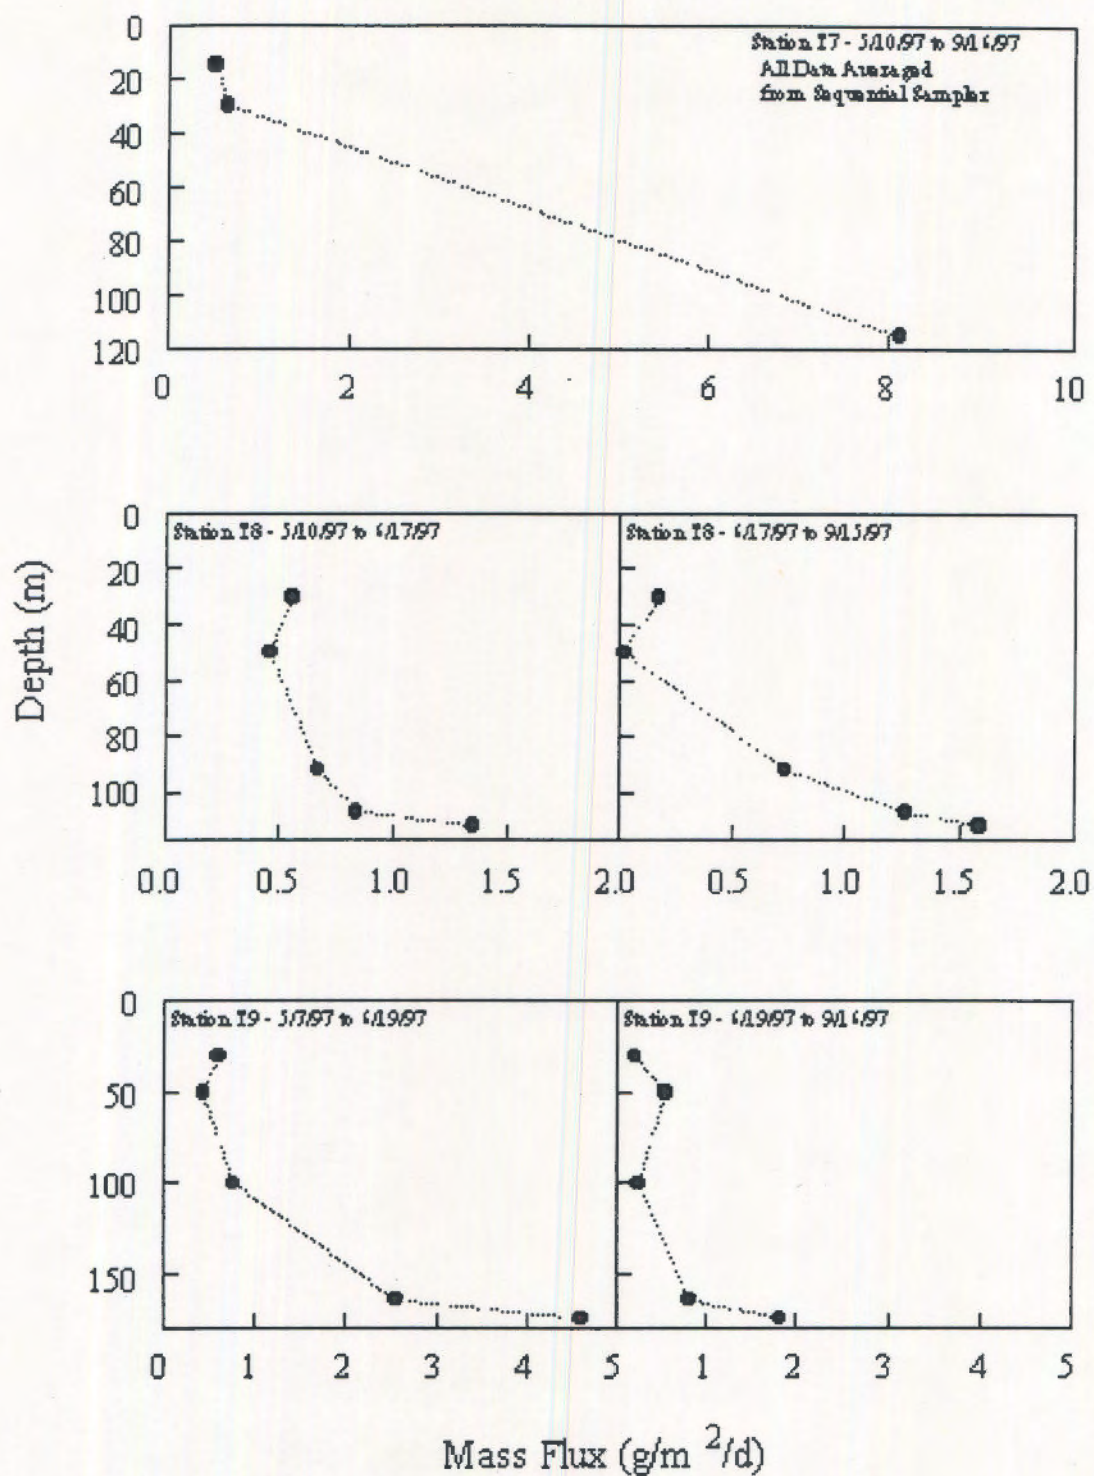 0
20
40
60
80
100
120
Station T7 - 5/10/97 to 9/16/97
All Data Averaged
from Sequential Sampler
0 2 4 6 8 10
Depth (m)
0
20
40
60
80
100
Station T8 - 5/10/97 to 6/17/97
Station T8 - 6/17/97 to 9/15/97
0.0 0.5 1.0 1.5 2.0 0.5 1.0 1.5 2.0
0
50
100
150
Station T9 - 5/7/97 to 6/19/97
Station T9 - 6/19/97 to 9/16/97
0 1 2 3 4 5 1 2 3 4 5
Mass Flux (g/m ²/d)